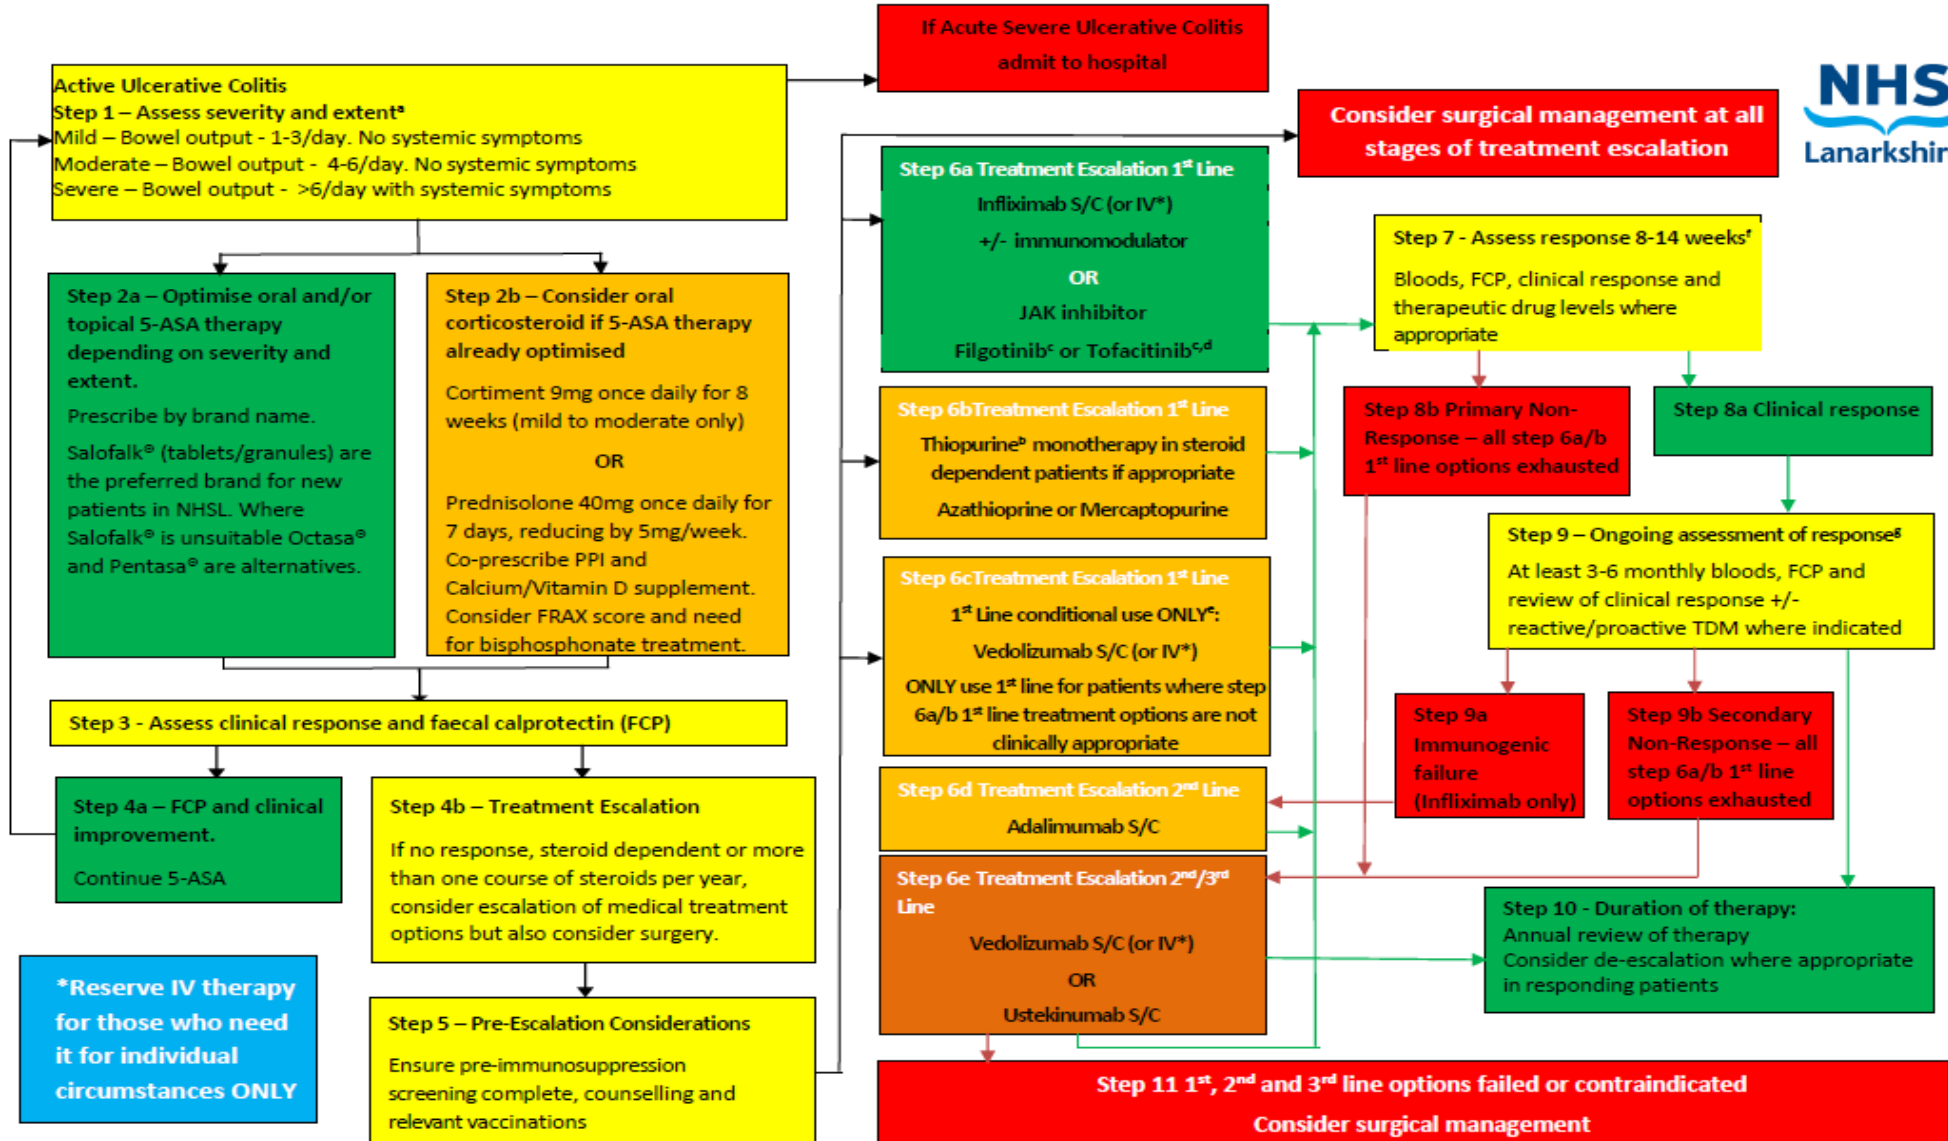 If Acute Severe Ulcerative Colitis
admit to hospital
NHS
Lanarkshir
Active Ulcerative Colitis
Step 1 – Assess severity and extentᵃ
Mild – Bowel output - 1-3/day. No systemic symptoms
Moderate – Bowel output - 4-6/day. No systemic symptoms
Severe – Bowel output - >6/day with systemic symptoms
Consider surgical management at all
stages of treatment escalation
Step 2a – Optimise oral and/or
topical 5-ASA therapy
depending on severity and
extent.
Prescribe by brand name.
Salofalk® (tablets/granules) are
the preferred brand for new
patients in NHSL. Where
Salofalk® is unsuitable Octasa®
and Pentasa® are alternatives.
Step 2b – Consider oral
corticosteroid if 5-ASA therapy
already optimised
Cortiment 9mg once daily for 8
weeks (mild to moderate only)
OR
Prednisolone 40mg once daily for
7 days, reducing by 5mg/week.
Co-prescribe PPI and
Calcium/Vitamin D supplement.
Consider FRAX score and need
for bisphosphonate treatment.
Step 3 - Assess clinical response and faecal calprotectin (FCP)
Step 4a – FCP and clinical
improvement.
Continue 5-ASA
Step 4b – Treatment Escalation
If no response, steroid dependent or more
than one course of steroids per year,
consider escalation of medical treatment
options but also consider surgery.
*Reserve IV therapy
for those who need
it for individual
circumstances ONLY
Step 5 – Pre-Escalation Considerations
Ensure pre-immunosuppression
screening complete, counselling and
relevant vaccinations
Step 6a Treatment Escalation 1ˢᵗ Line
Infliximab S/C (or IV*)
+/- immunomodulator
OR
JAK inhibitor
Filgotinibᶜ or Tofacitinibᶜ,ᵈ
Step 6bTreatment Escalation 1ˢᵗ Line
Thiopurineᵇ monotherapy in steroid
dependent patients if appropriate
Azathioprine or Mercaptopurine
Step 6cTreatment Escalation 1ˢᵗ Line
1ˢᵗ Line conditional use ONLYᵉ:
Vedolizumab S/C (or IV*)
ONLY use 1ˢᵗ line for patients where step
6a/b 1ˢᵗ line treatment options are not
clinically appropriate
Step 6d Treatment Escalation 2ⁿᵈ Line
Adalimumab S/C
Step 6e Treatment Escalation 2ⁿᵈ/3ʳᵈ
Line
Vedolizumab S/C (or IV*)
OR
Ustekinumab S/C
Step 7 - Assess response 8-14 weeksᶠ
Bloods, FCP, clinical response and
therapeutic drug levels where
appropriate
Step 8b Primary Non-
Response – all step 6a/b
1ˢᵗ line options exhausted
Step 8a Clinical response
Step 9 – Ongoing assessment of responseᵍ
At least 3-6 monthly bloods, FCP and
review of clinical response +/-
reactive/proactive TDM where indicated
Step 9a
Immunogenic
failure
(Infliximab only)
Step 9b Secondary
Non-Response – all
step 6a/b 1ˢᵗ line
options exhausted
Step 10 - Duration of therapy:
Annual review of therapy
Consider de-escalation where appropriate
in responding patients
Step 11 1ˢᵗ, 2ⁿᵈ and 3ʳᵈ line options failed or contraindicated
Consider surgical management